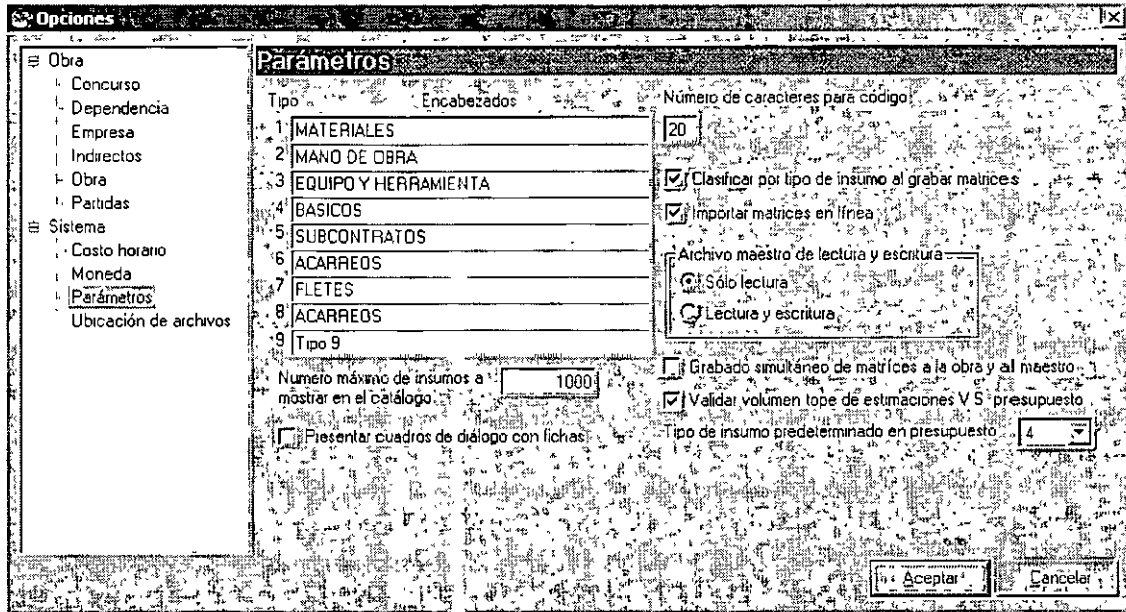 Opciones
Obra
Concurso
Dependencia
Empresa
Indirectos
Obra
Partidas
Sistema
Costo horario
Moneda
Parámetros
Ubicación de archivos
Parámetros
Tipo Encabezados
1 MATERIALES
2 MANO DE OBRA
3 EQUIPO Y HERRAMIENTA
4 BASICOS
5 SUBCONTRATOS
6 ACARREOS
7 FLETES
8 ACARREOS
9 Tipo 9
Numero máximo de insumos a
mostrar en el catálogo
1000
Presentar cuadros de diálogo con fichas
Número de caracteres para código
20
Clasificar por tipo de insumo al grabar matrices
Importar matrices en línea
Archivo maestro de lectura y escritura
Sólo lectura
Lectura y escritura
Grabado simultáneo de matrices a la obra y al maestro
Validar volumen tope de estimaciones V S presupuesto
Tipo de insumo predeterminado en presupuesto 4
Aceptar Cancelar